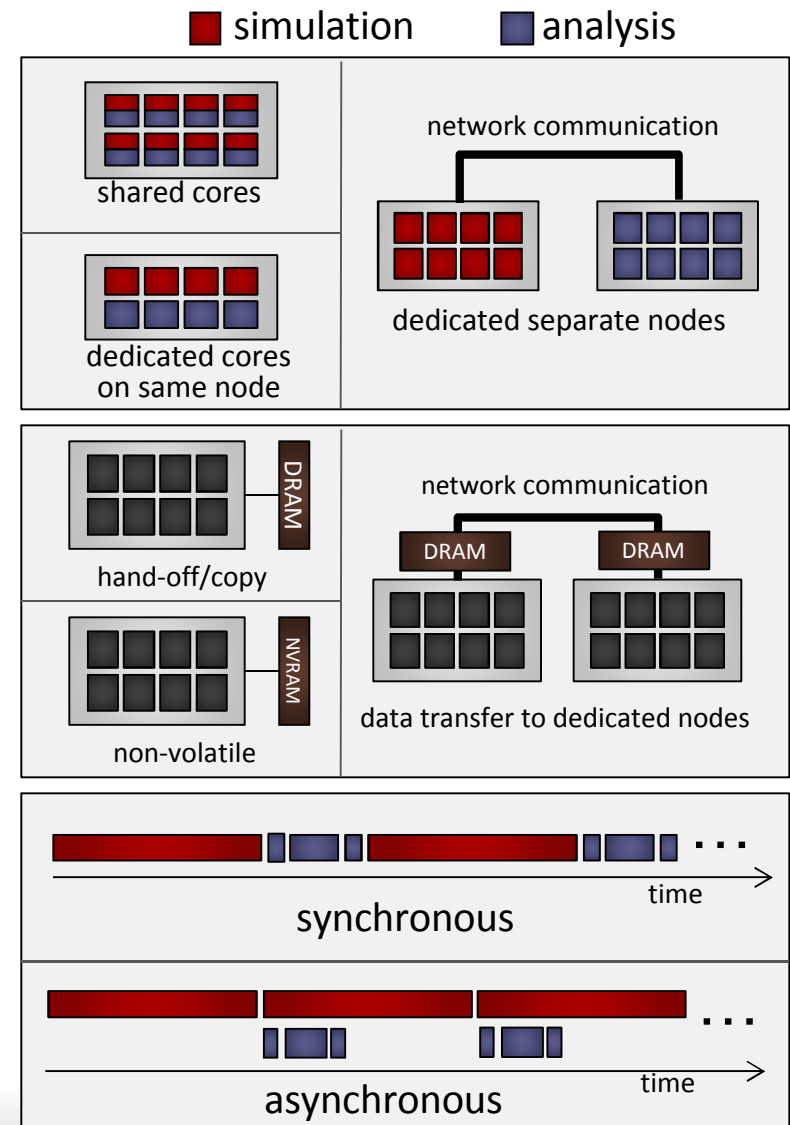 simulation
analysis
shared cores
dedicated cores
on same node
network communication
dedicated separate nodes
DRAM
hand-off/copy
NVRAM
non-volatile
network communication
DRAM
DRAM
data transfer to dedicated nodes
...
time
synchronous
...
time
asynchronous